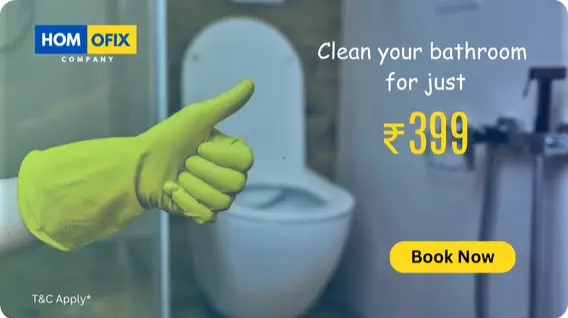 HOM OFIX
COMPANY
Clean your bathroom
for just
₹399
Book Now
T&C Apply*